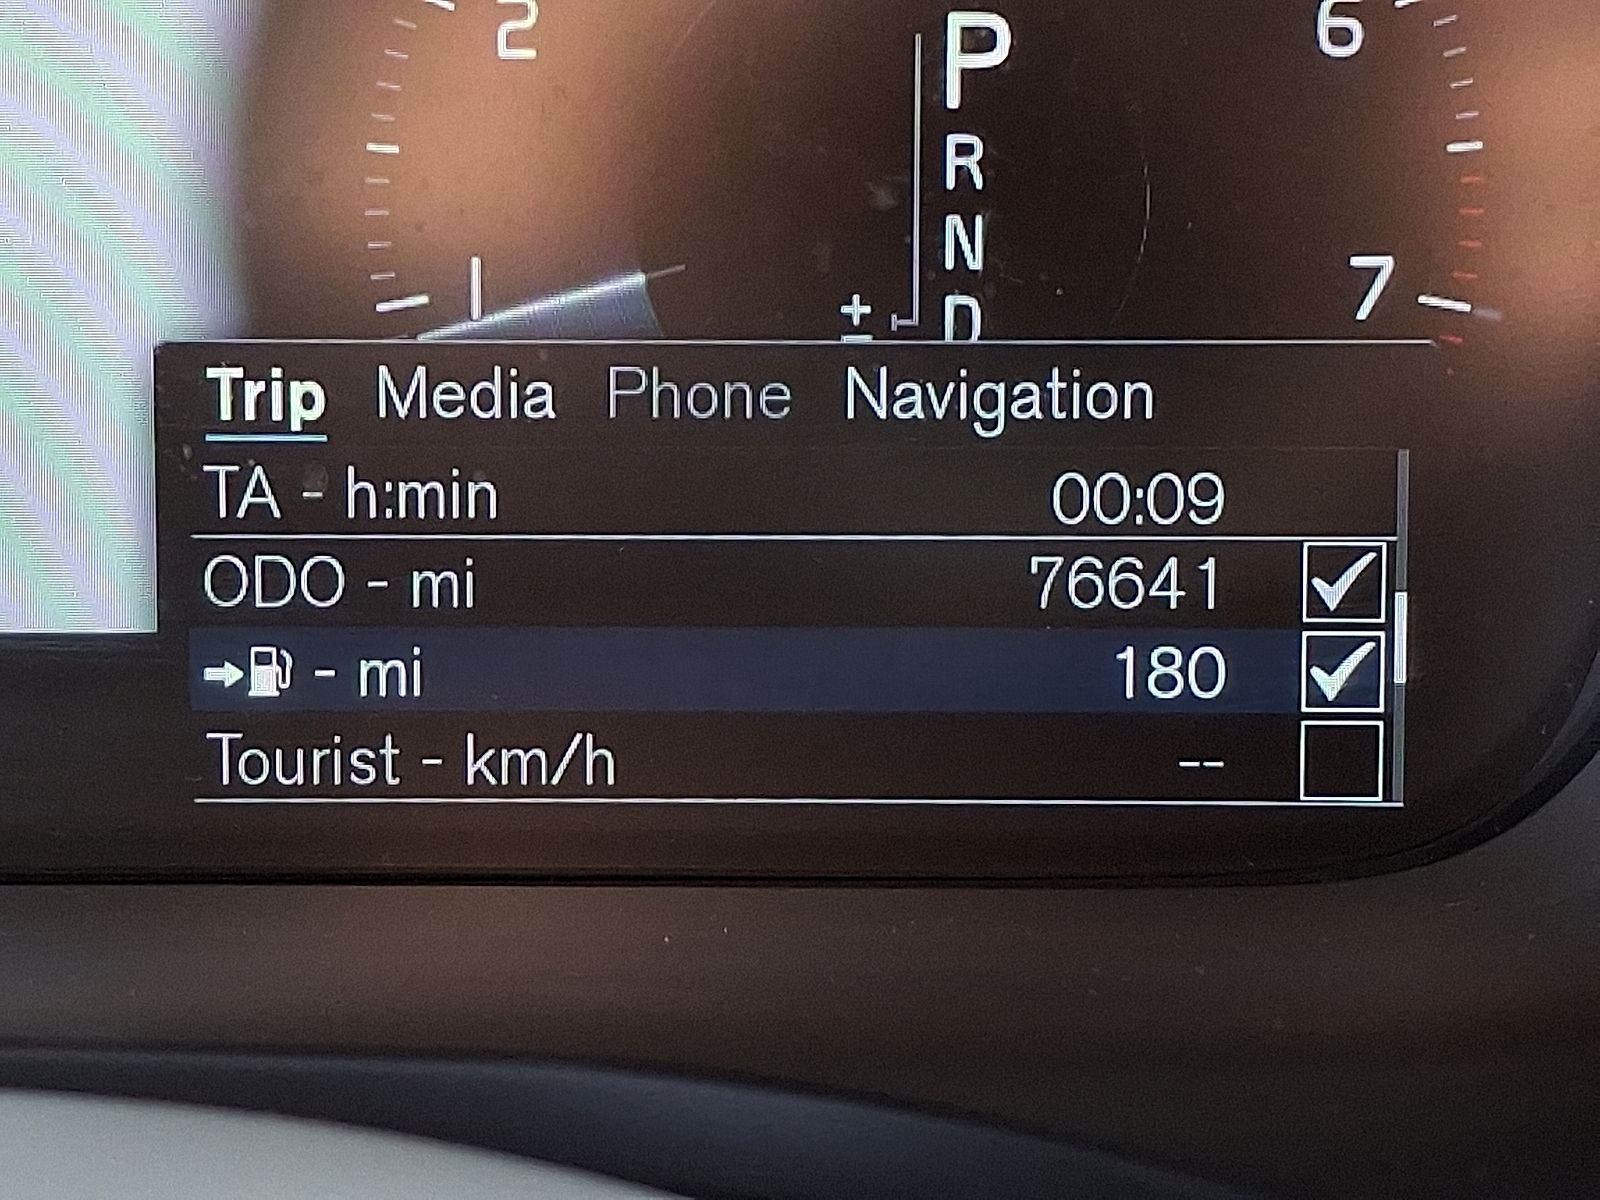 2
6
P
R
N
D
1
7
+
-
Trip Media Phone Navigation
TA - h:min 00:09
ODO - mi 76641
- mi 180
Tourist - km/h --